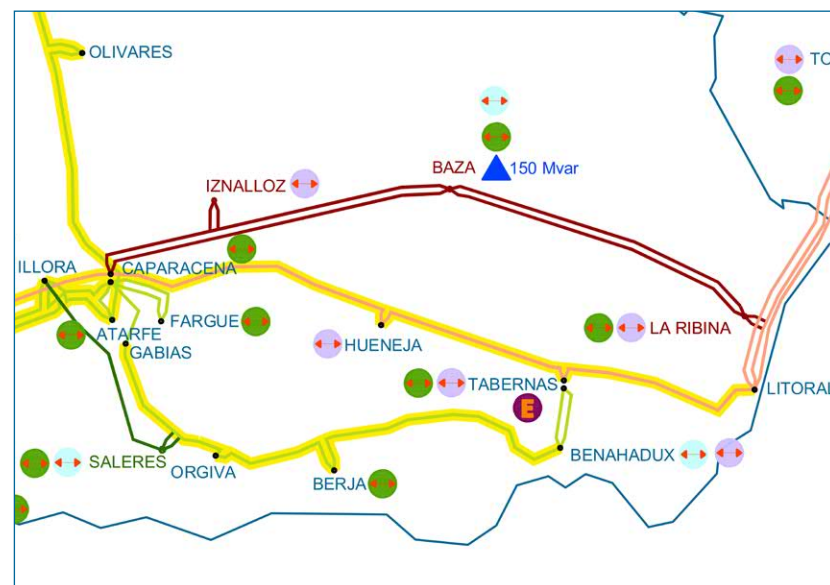 OLIVARES
TO
BAZA 150 Mvar
IZNALLOZ
ILLORA
CAPARACENA
FARGUE
ATARFE
GABIAS
HUENEJA
LA RIBINA
TABERNAS
LITORAL
E
SALERES
ORGIVA
BERJA
BENAHADUX